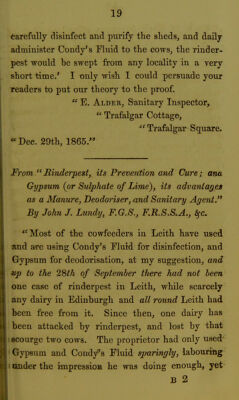 19
carefully disinfect and purify the sheds, and daily
administer Condy's Fluid to the cows, the rinder-
pest would be swept from any locality in a very
short time.' I only wish I could persuade your
readers to put our theory to the proof.
"E. ALDER, Sanitary Inspector,
"Trafalgar Cottage,
"Trafalgar Square.
"Dec. 29th, 1865."
From "Rinderpest, its Prevention and Cure; ana
Gypsum (or Sulphate of Lime), its advantages
as a Manure, Deodoriser, and Sanitary Agent."
By John J. Lundy, F.G.S., F.R.S.S.A., &c.
"Most of the cowfeeders in Leith have used
and are using Condy's Fluid for disinfection, and
Gypsum for deodorisation, at my suggestion, and
up to the 28th of September there had not been
one case of rinderpest in Leith, while scarcely
any dairy in Edinburgh and all round Leith had
been free from it. Since then, one dairy has
been attacked by rinderpest, and lost by that
scourge two cows. The proprietor had only used
Gypsum and Condy's Fluid sparingly, labouring
under the impression he was doing enough, yet
B 2